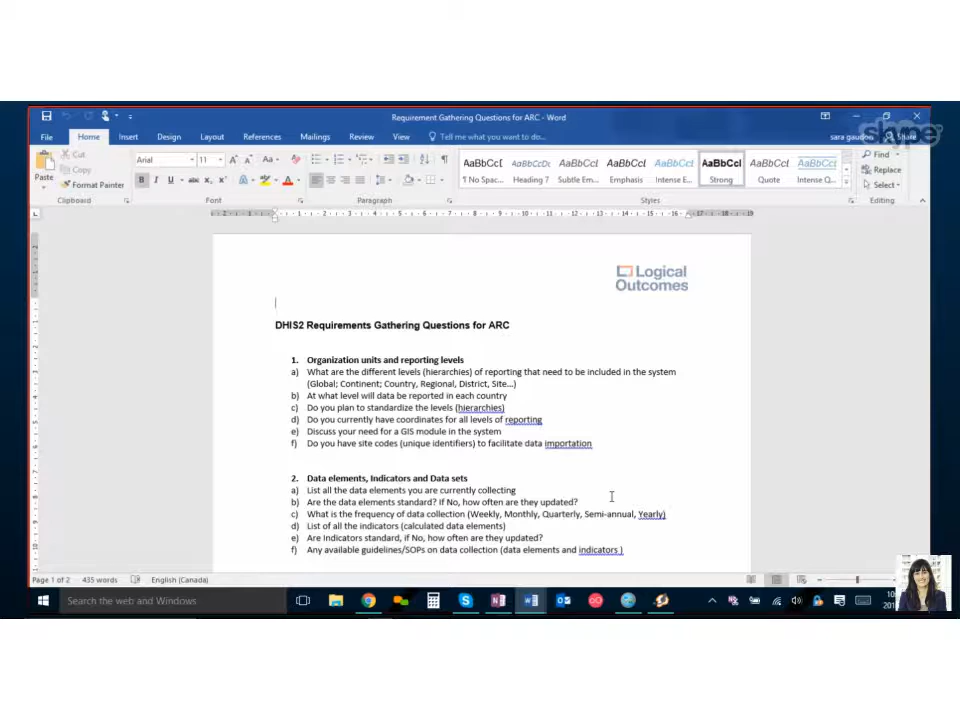 Requirement Gathering Questions for ARC - Word
sara gaudon
skype
Share
File Home Insert Design Layout References Mailings Review View Tell me what you want to do...
Cut
Copy
Format Painter
Paste
Clipboard
Arial 11
Font
Paragraph
AaBbCcI AaBbCcDc AaBbCcI AaBbCcI AaBbCcI AaBbCcI AaBbCcI AaBbCcI
¶ No Spac... Heading 7 Subtle Em... Emphasis Intense E... Strong Quote Intense Q...
Styles
Find
Replace
Select
Editing
Logical
Outcomes
DHIS2 Requirements Gathering Questions for ARC
1. Organization units and reporting levels
a) What are the different levels (hierarchies) of reporting that need to be included in the system
(Global; Continent; Country, Regional, District, Site...)
b) At what level will data be reported in each country
c) Do you plan to standardize the levels (hierarchies)
d) Do you currently have coordinates for all levels of reporting
e) Discuss your need for a GIS module in the system
f) Do you have site codes (unique identifiers) to facilitate data importation
2. Data elements, Indicators and Data sets
a) List all the data elements you are currently collecting
b) Are the data elements standard? If No, how often are they updated?
c) What is the frequency of data collection (Weekly, Monthly, Quarterly, Semi-annual, Yearly)
d) List of all the indicators (calculated data elements)
e) Are Indicators standard, if No, how often are they updated?
f) Any available guidelines/SOPs on data collection (data elements and indicators )
Page 1 of 2 435 words English (Canada)
Search the web and Windows